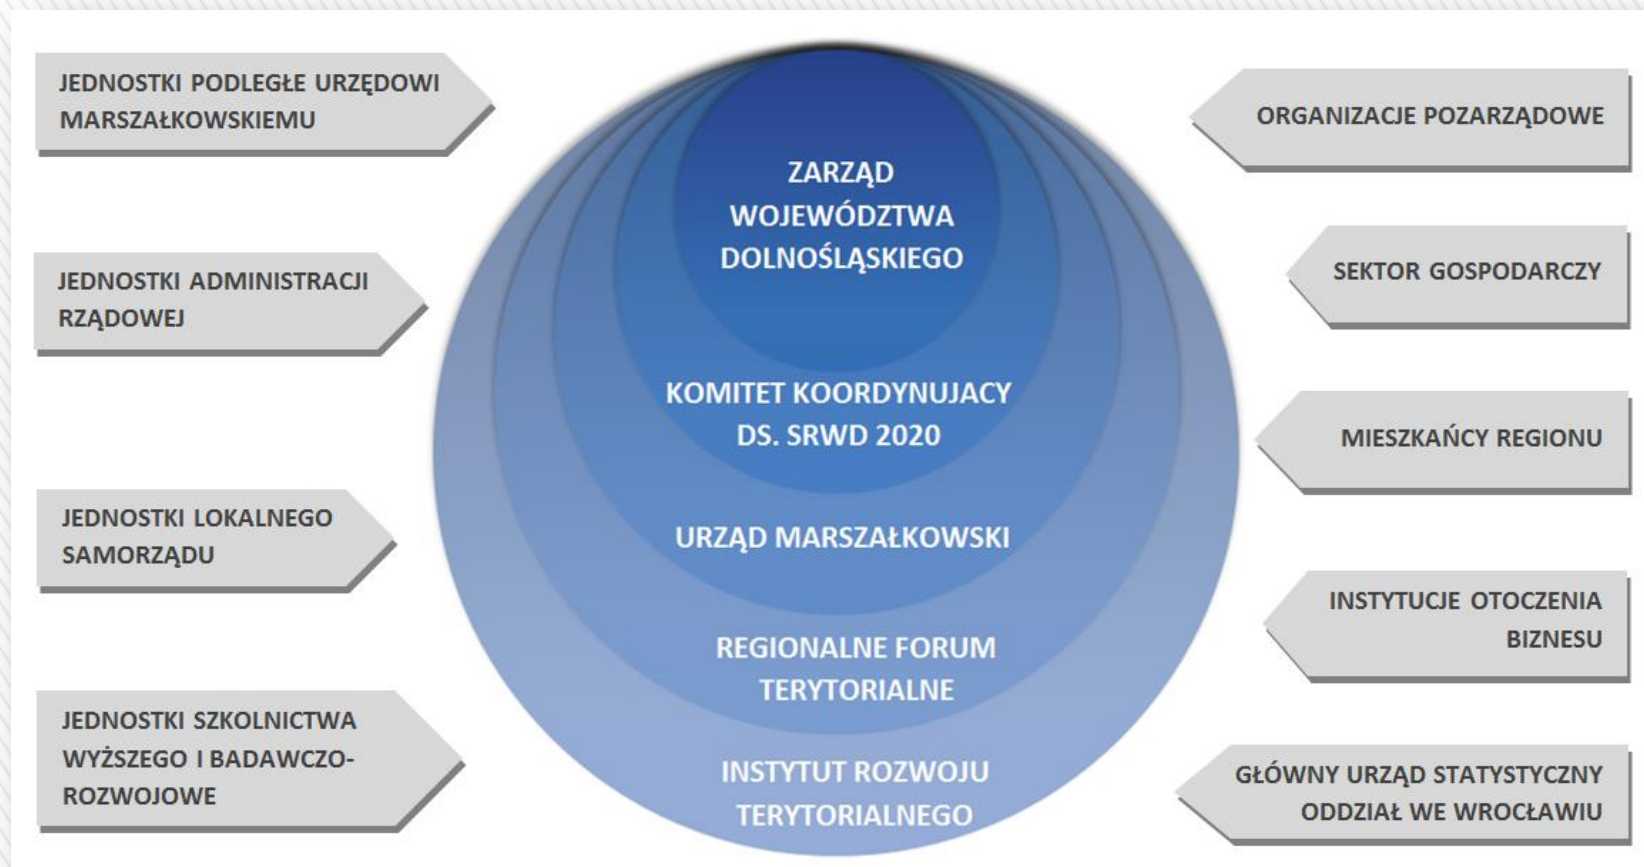 JEDNOSTKI PODLEGŁE URZĘDOWI
MARSZAŁKOWSKIEMU
JEDNOSTKI ADMINISTRACJI
RZĄDOWEJ
JEDNOSTKI LOKALNEGO
SAMORZĄDU
JEDNOSTKI SZKOLNICTWA
WYŻSZEGO I BADAWCZO-
ROZWOJOWE
ZARZĄD
WOJEWÓDZTWA
DOLNOŚLĄSKIEGO
KOMITET KOORDYNUJACY
DS. SRWD 2020
URZĄD MARSZAŁKOWSKI
REGIONALNE FORUM
TERYTORIALNE
INSTYTUT ROZWOJU
TERYTORIALNEGO
ORGANIZACJE POZARZĄDOWE
SEKTOR GOSPODARCZY
MIESZKAŃCY REGIONU
INSTYTUCJE OTOCZENIA
BIZNESU
GŁÓWNY URZĄD STATYSTYCZNY
ODDZIAŁ WE WROCŁAWIU